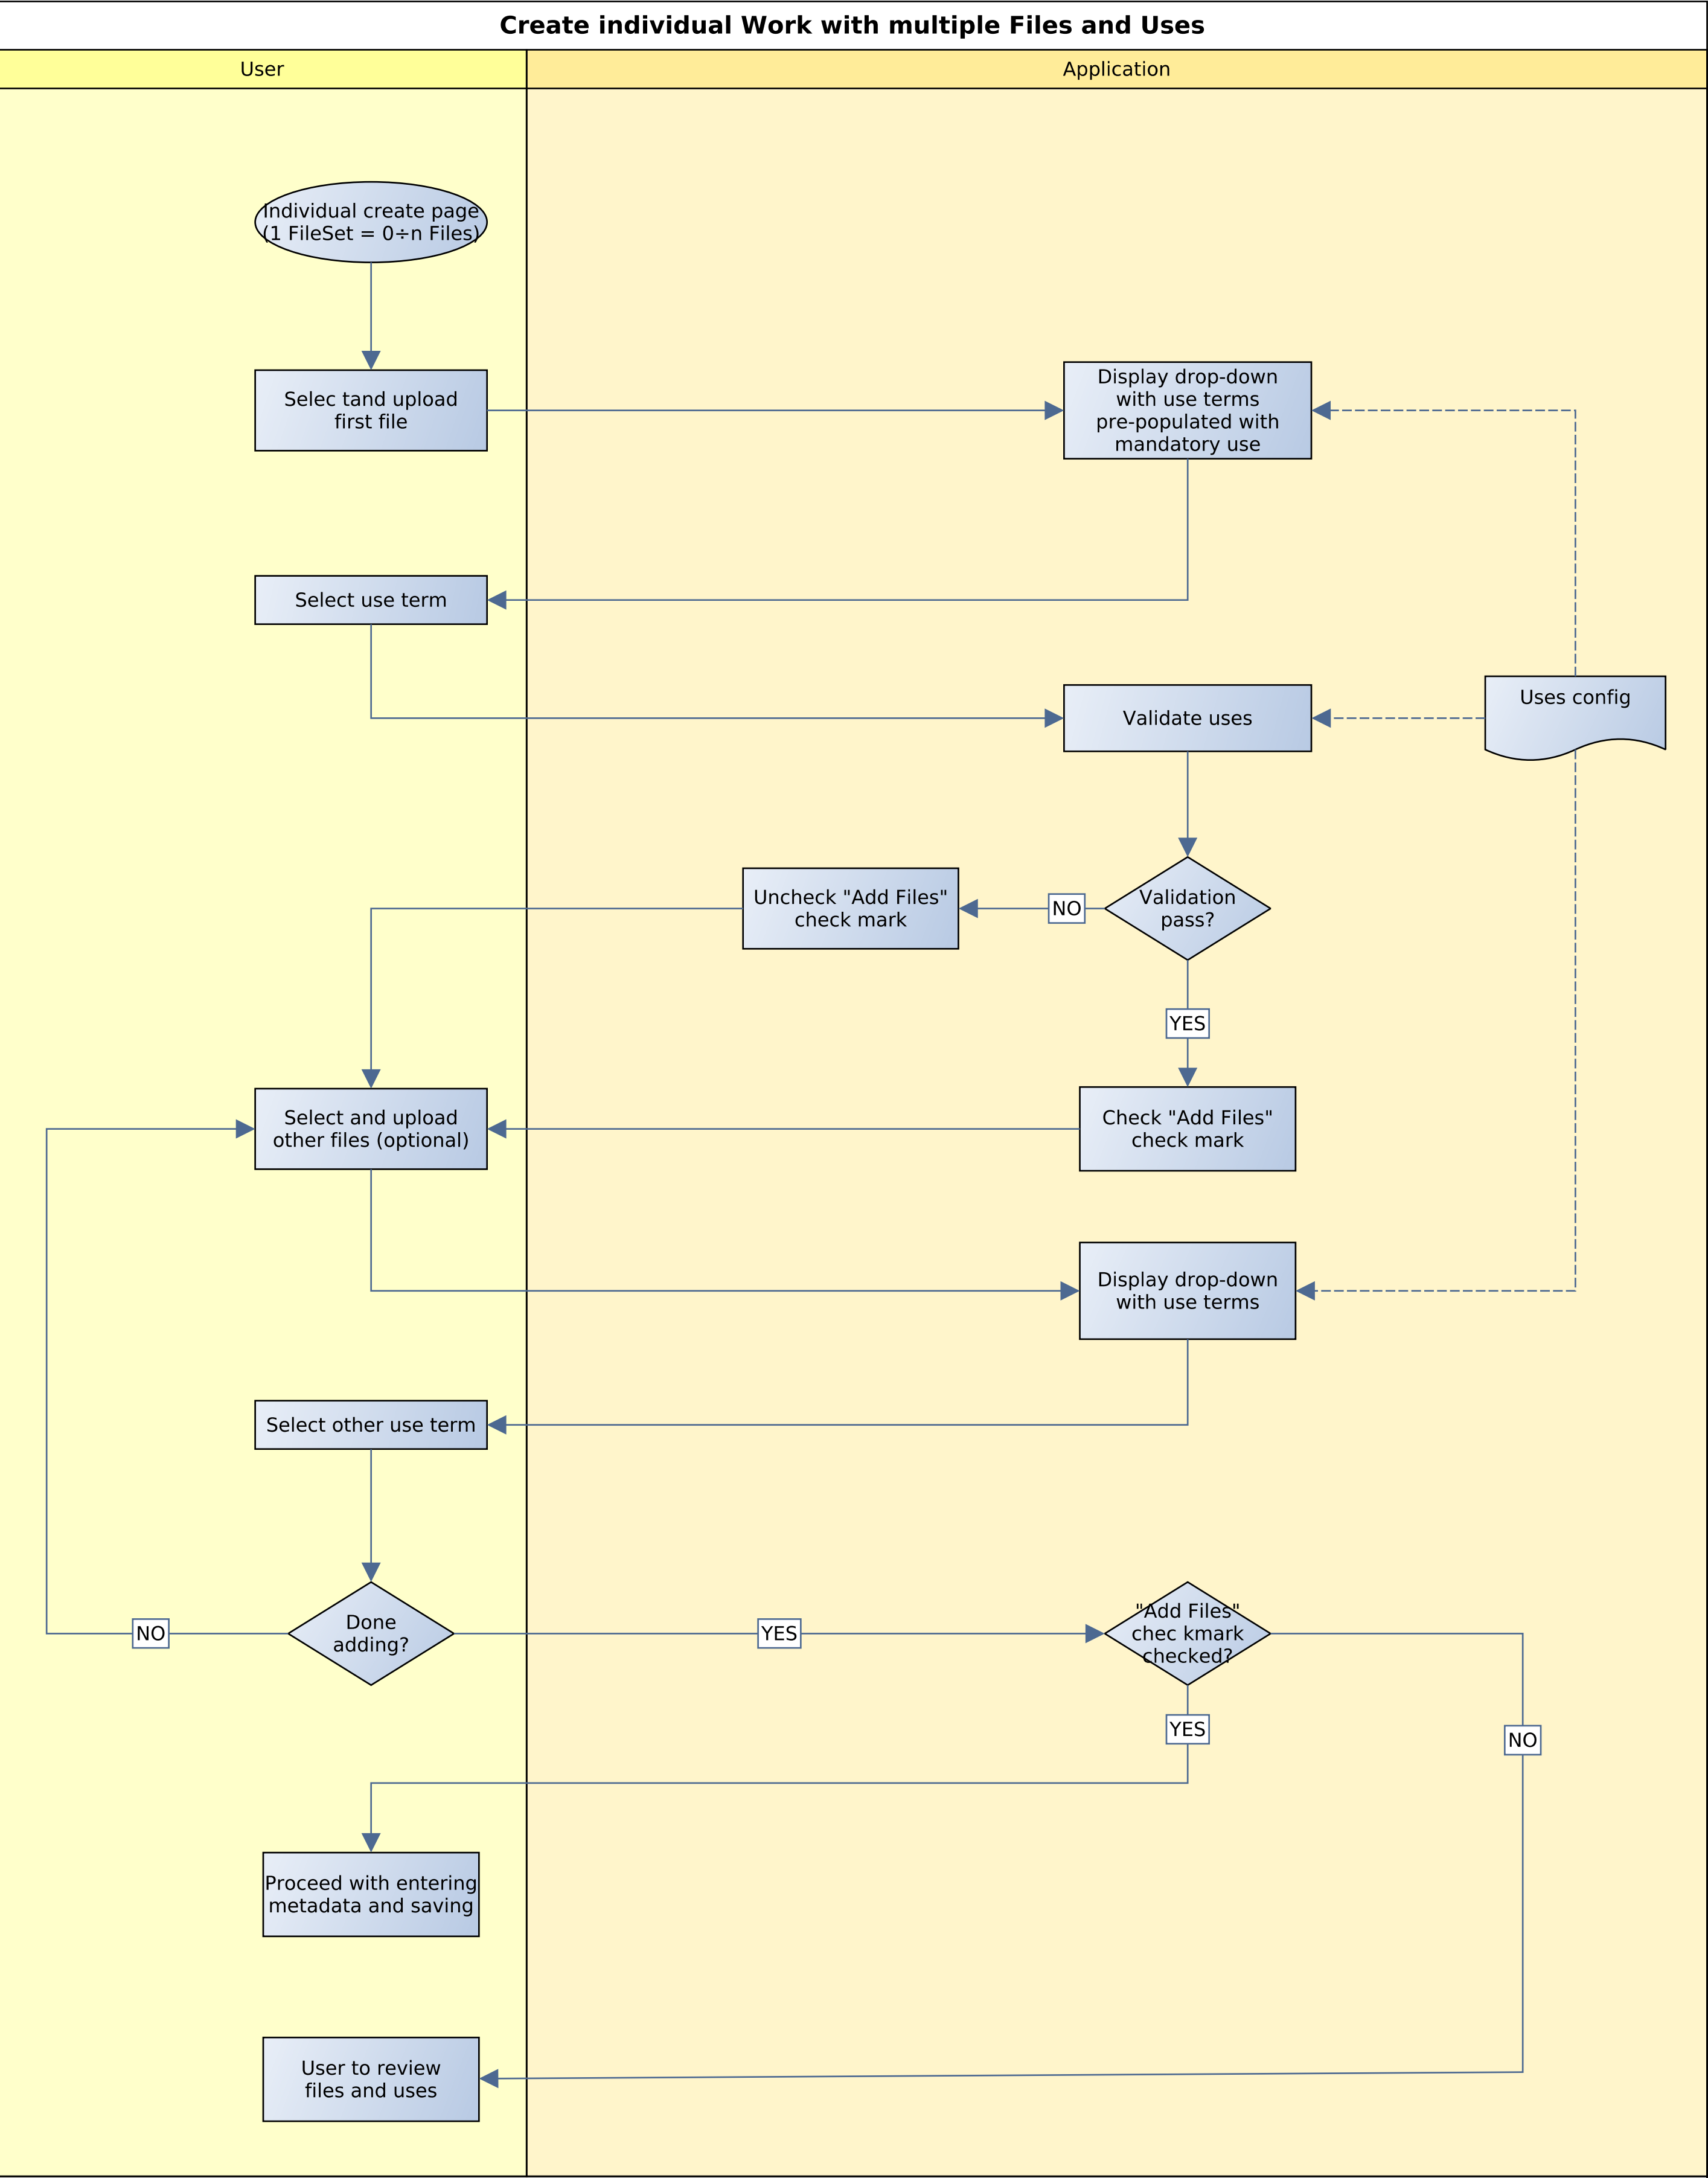 Create individual Work with multiple Files and Uses
User
Application
Individual create page
(1 FileSet = 0÷n Files)
Selec tand upload
first file
Display drop-down
with use terms
pre-populated with
mandatory use
Select use term
Uses config
Validate uses
Validation
pass?
NO
Uncheck "Add Files"
check mark
YES
Select and upload
other files (optional)
Check "Add Files"
check mark
Display drop-down
with use terms
Select other use term
Done
adding?
NO
YES
"Add Files"
chec kmark
checked?
YES
NO
Proceed with entering
metadata and saving
User to review
files and uses